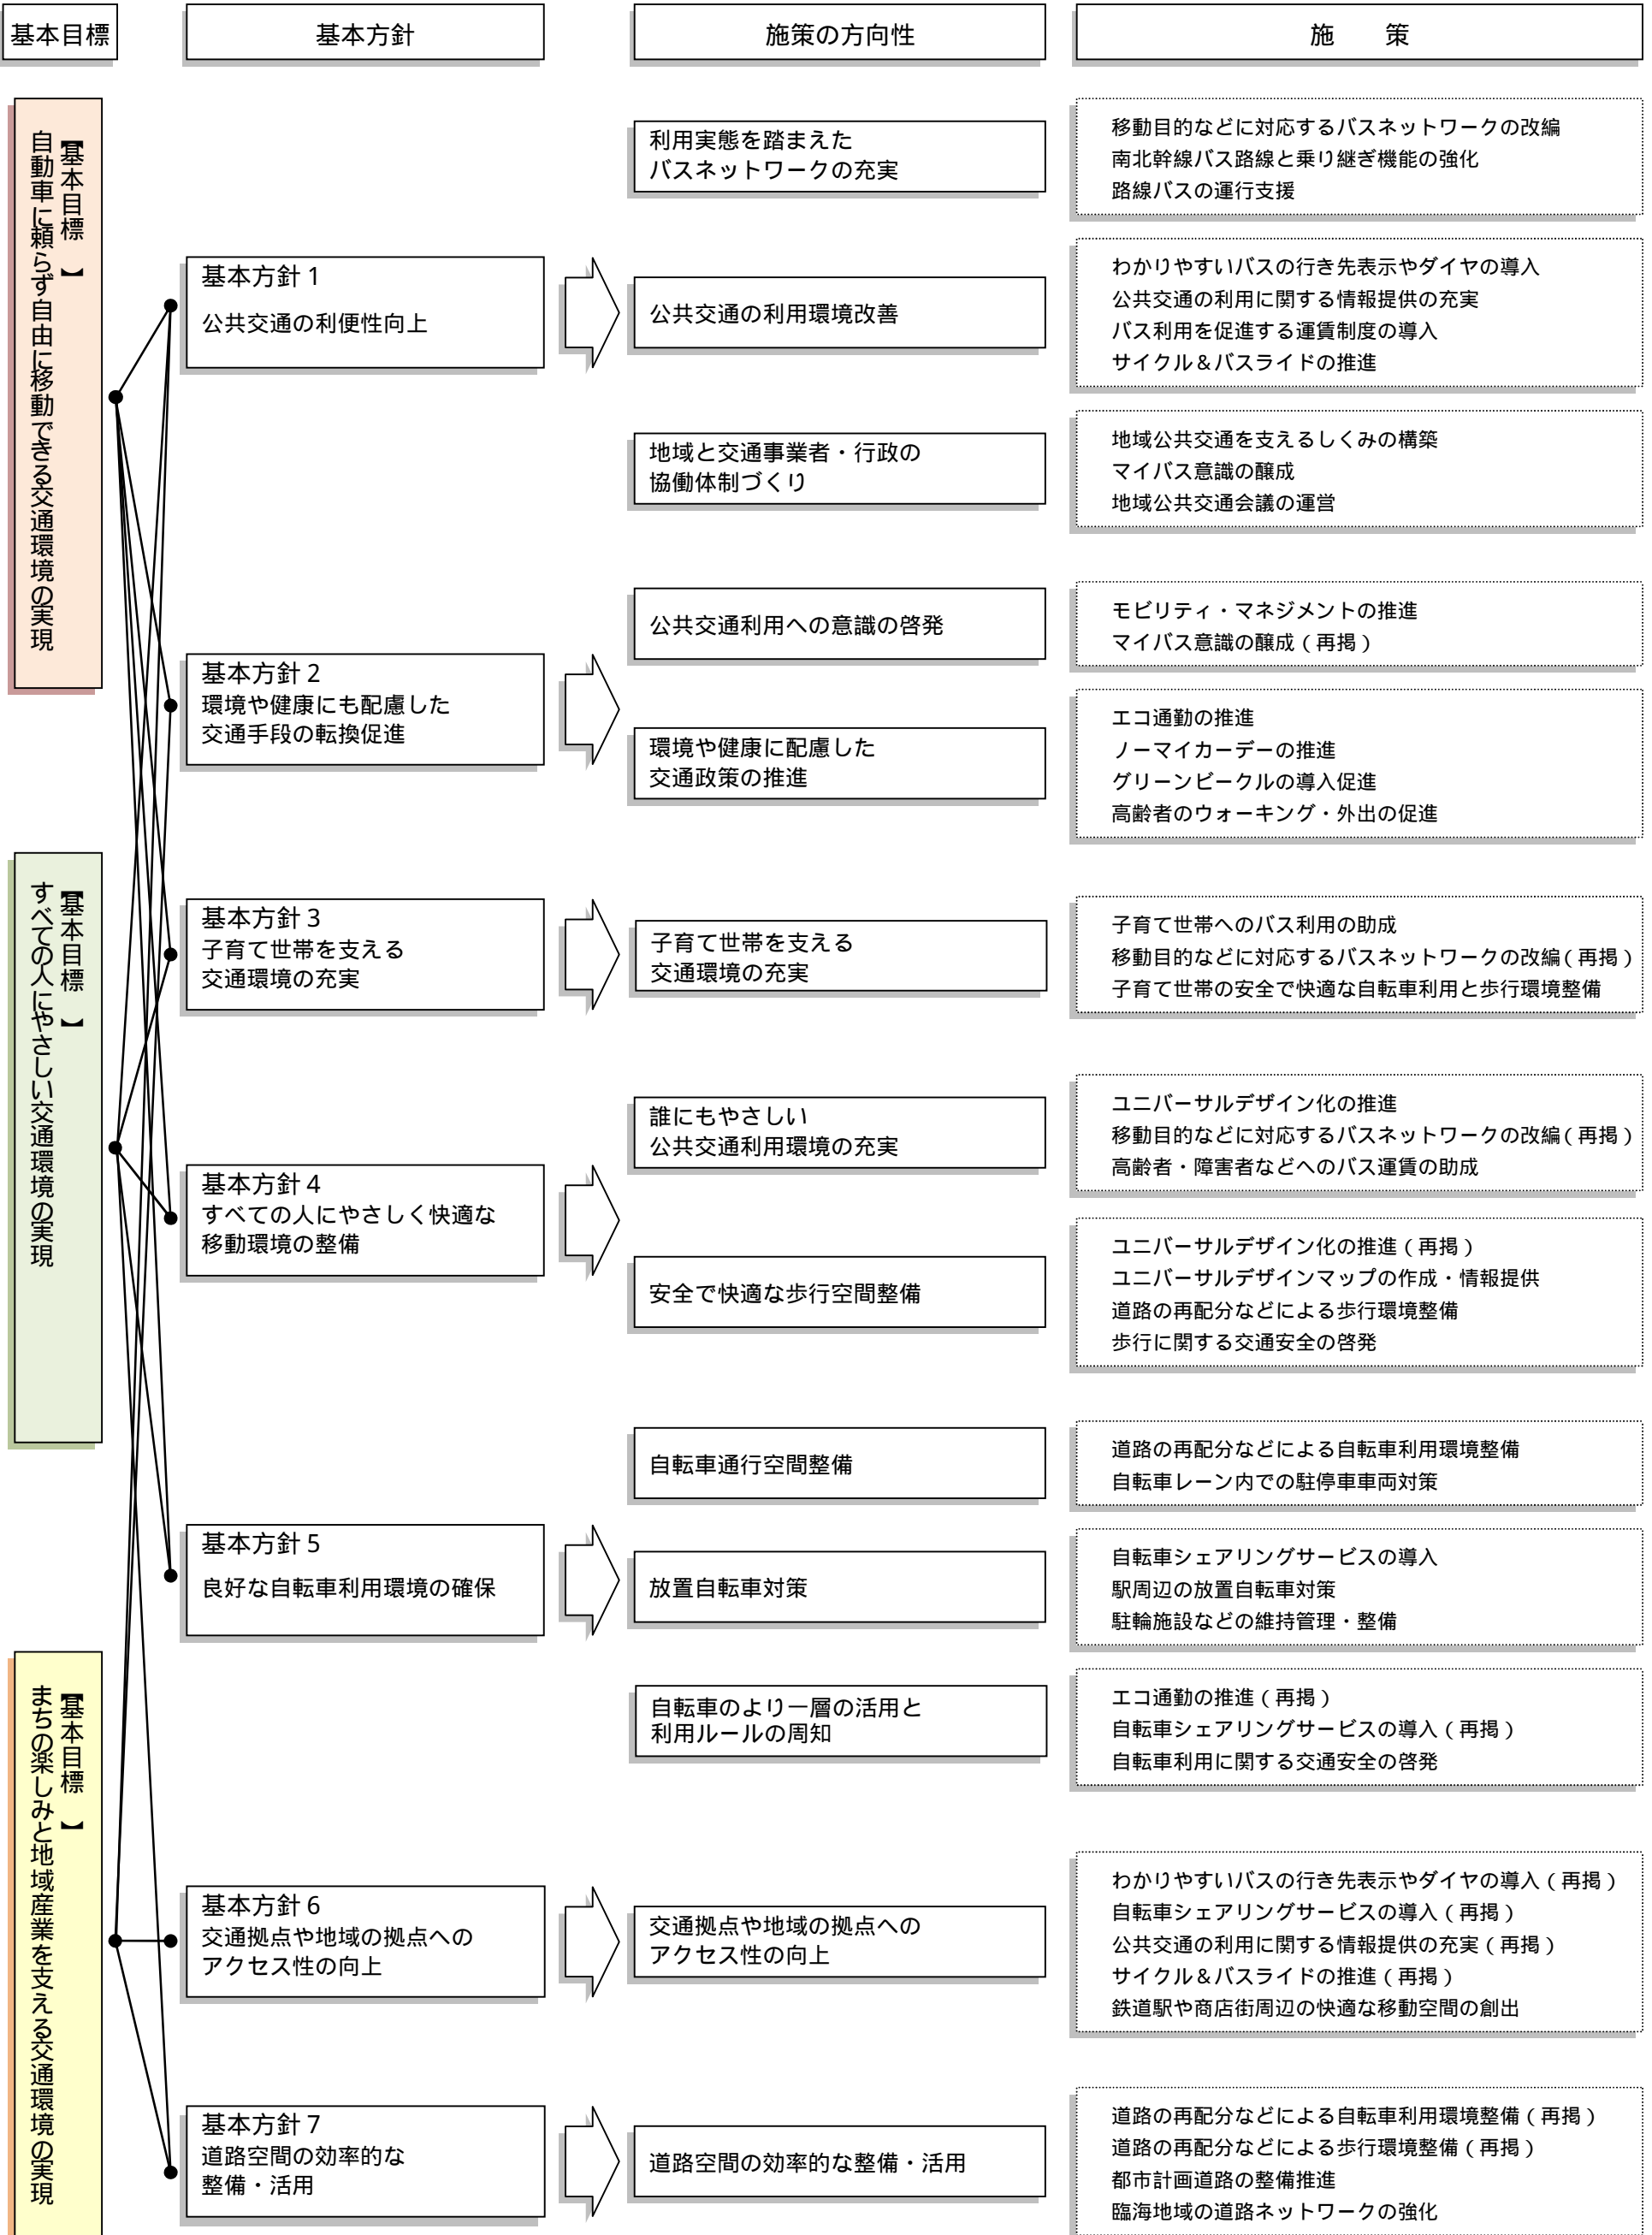 基本目標
基本方針
施策の方向性
施　策
【基本目標　】
自動車に頼らず自由に移動できる交通環境の実現
基本方針1
公共交通の利便性向上
利用実態を踏まえた
バスネットワークの充実
移動目的などに対応するバスネットワークの改編
南北幹線バス路線と乗り継ぎ機能の強化
路線バスの運行支援
公共交通の利用環境改善
わかりやすいバスの行き先表示やダイヤの導入
公共交通の利用に関する情報提供の充実
バス利用を促進する運賃制度の導入
サイクル＆バスライドの推進
地域と交通事業者・行政の
協働体制づくり
地域公共交通を支えるしくみの構築
マイバス意識の醸成
地域公共交通会議の運営
基本方針2
環境や健康にも配慮した
交通手段の転換促進
公共交通利用への意識の啓発
モビリティ・マネジメントの推進
マイバス意識の醸成（再掲）
環境や健康に配慮した
交通政策の推進
エコ通勤の推進
ノーマイカーデーの推進
グリーンビークルの導入促進
高齢者のウォーキング・外出の促進
【基本目標　】
すべての人にやさしい交通環境の実現
基本方針3
子育て世帯を支える
交通環境の充実
子育て世帯を支える
交通環境の充実
子育て世帯へのバス利用の助成
移動目的などに対応するバスネットワークの改編（再掲）
子育て世帯の安全で快適な自転車利用と歩行環境整備
基本方針4
すべての人にやさしく快適な
移動環境の整備
誰にもやさしい
公共交通利用環境の充実
ユニバーサルデザイン化の推進
移動目的などに対応するバスネットワークの改編（再掲）
高齢者・障害者などへのバス運賃の助成
安全で快適な歩行空間整備
ユニバーサルデザイン化の推進（再掲）
ユニバーサルデザインマップの作成・情報提供
道路の再配分などによる歩行環境整備
歩行に関する交通安全の啓発
基本方針5
良好な自転車利用環境の確保
自転車通行空間整備
道路の再配分などによる自転車利用環境整備
自転車レーン内での駐停車車両対策
放置自転車対策
自転車シェアリングサービスの導入
駅周辺の放置自転車対策
駐輪施設などの維持管理・整備
自転車のより一層の活用と
利用ルールの周知
エコ通勤の推進（再掲）
自転車シェアリングサービスの導入（再掲）
自転車利用に関する交通安全の啓発
【基本目標　】
まちの楽しみと地域産業を支える交通環境の実現
基本方針6
交通拠点や地域の拠点への
アクセス性の向上
交通拠点や地域の拠点への
アクセス性の向上
わかりやすいバスの行き先表示やダイヤの導入（再掲）
自転車シェアリングサービスの導入（再掲）
公共交通の利用に関する情報提供の充実（再掲）
サイクル＆バスライドの推進（再掲）
鉄道駅や商店街周辺の快適な移動空間の創出
基本方針7
道路空間の効率的な
整備・活用
道路空間の効率的な整備・活用
道路の再配分などによる自転車利用環境整備（再掲）
道路の再配分などによる歩行環境整備（再掲）
都市計画道路の整備推進
臨海地域の道路ネットワークの強化